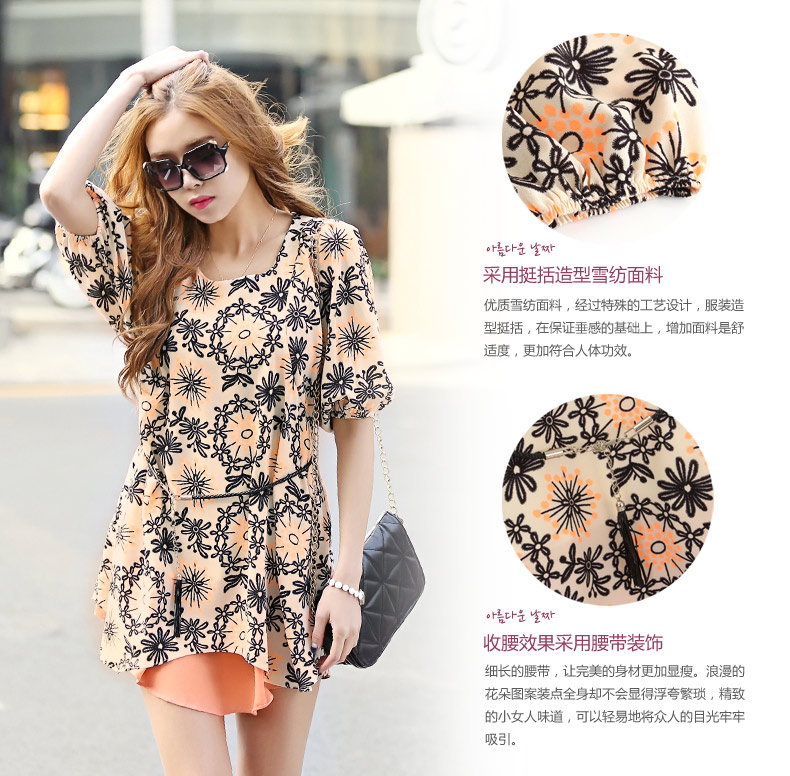 아름다운 날짜
采用挺括造型雪纺面料
优质雪纺面料，经过特殊的工艺设计，服装造
型挺括，在保证垂感的基础上，增加面料是舒
适度，更加符合人体功效。
아름다운 날짜
收腰效果采用腰带装饰
细长的腰带，让完美的身材更加显瘦。浪漫的
花朵图案装点全身却不会显得浮夸繁琐，精致
的小女人味道，可以轻易地将众人的目光牢牢
吸引。